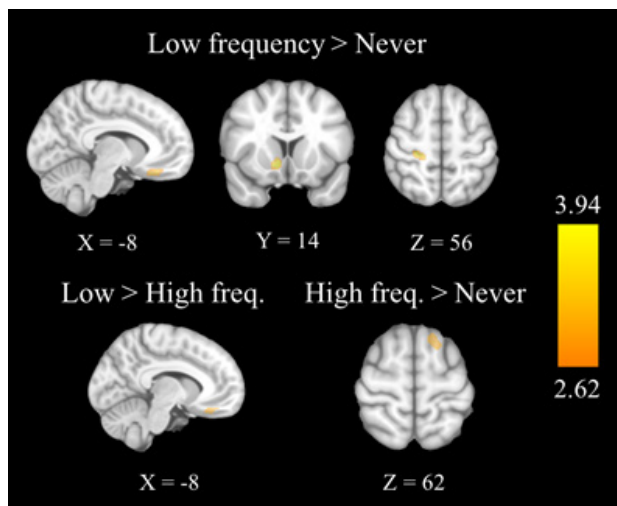 Low frequency > Never
X = -8
Y = 14
Z = 56
3.94
Low > High freq.
High freq. > Never
2.62
X = -8
Z = 62